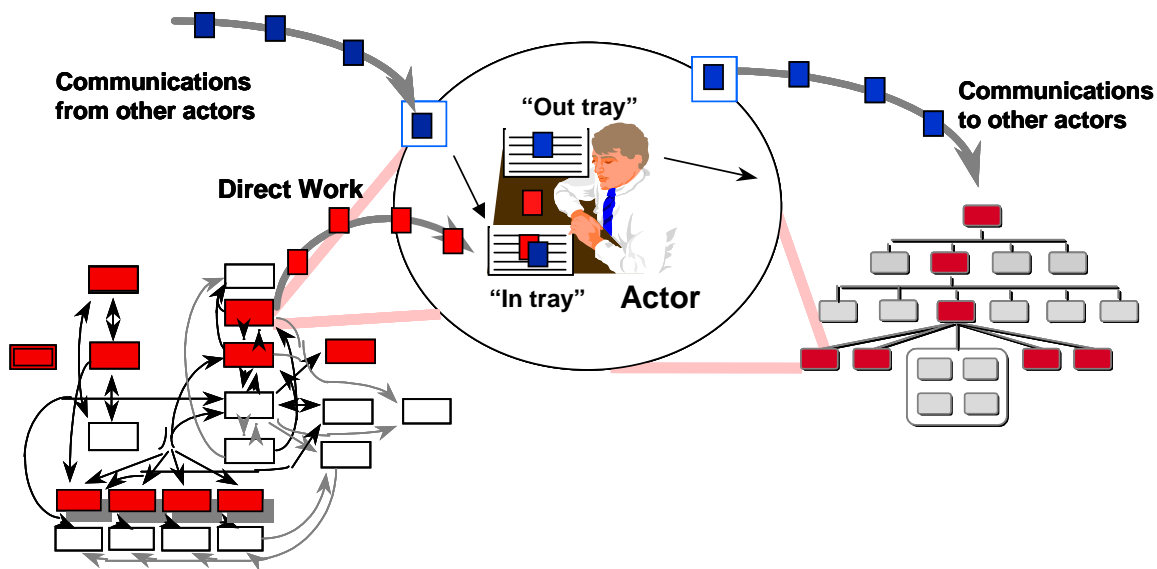 Communications
from other actors
“Out tray”
Communications
to other actors
Direct Work
“In tray”
Actor